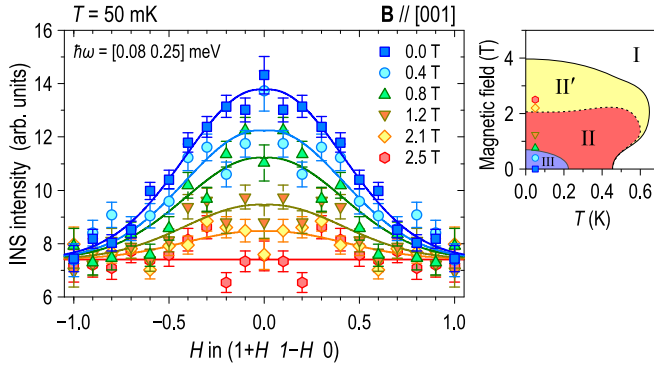 T = 50 mK
B // [001]
ħω = [0.08 0.25] meV
INS intensity (arb. units)
16
14
12
10
8
6
0.0 T
0.4 T
0.8 T
1.2 T
2.1 T
2.5 T
−1.0 −0.5 0.0 0.5 1.0
H in (1+H 1−H 0)
Magnetic field (T)
4
2
0
I
II′
II
III
0.0 0.2 0.4 0.6
T (K)